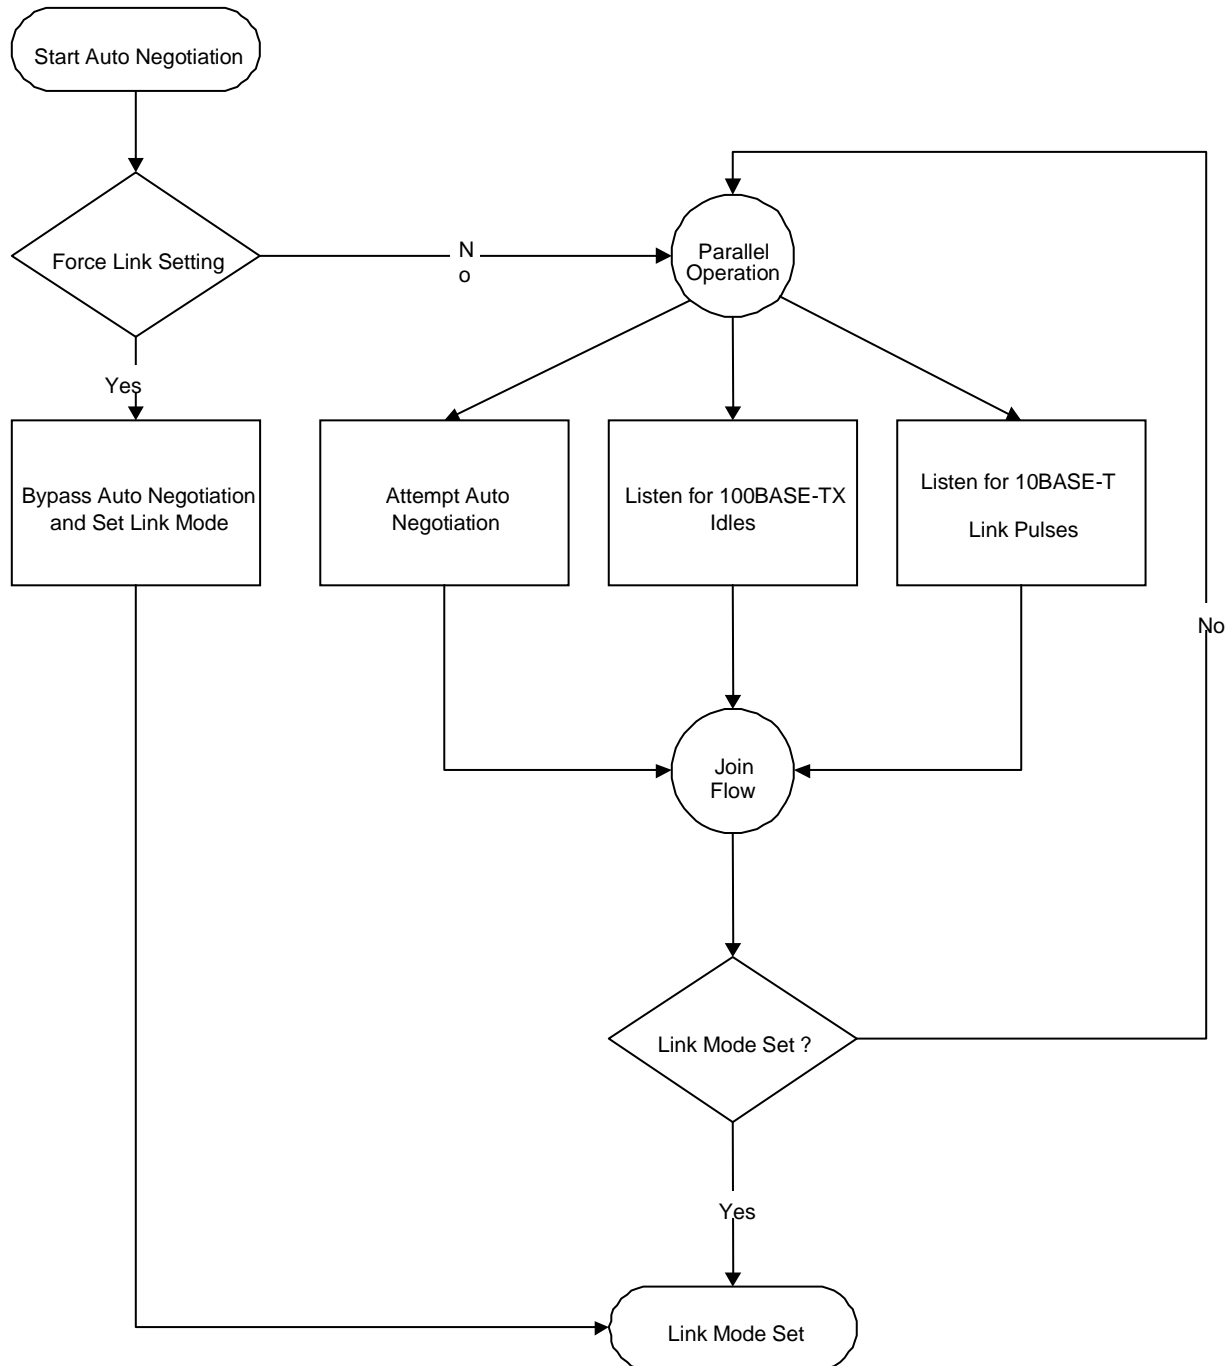 Start Auto Negotiation
Force Link Setting
N
o
Parallel
Operation
Yes
Bypass Auto Negotiation
and Set Link Mode
Attempt Auto
Negotiation
Listen for 100BASE-TX
Idles
Listen for 10BASE-T
Link Pulses
No
Join
Flow
Link Mode Set ?
Yes
Link Mode Set